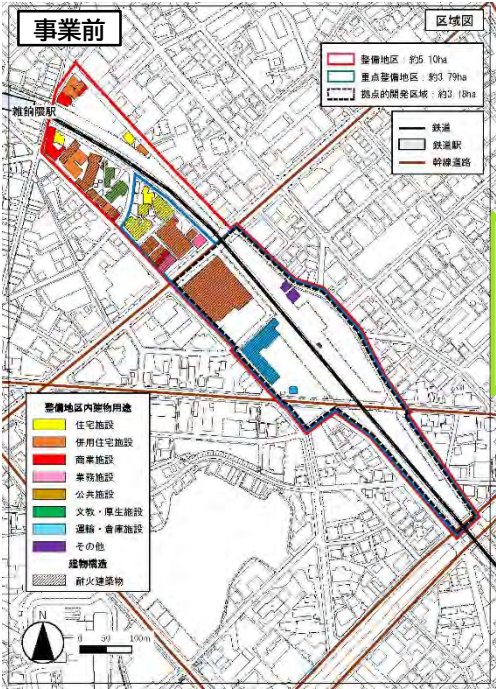 事業前
区域図
整備地区：約5.10ha
重点整備地区：約3.79ha
拠点的開発区域：約3.18ha
鉄道
鉄道駅
幹線道路
雑餉隈駅
整備地区内建物用途
住宅施設
併用住宅施設
商業施設
業務施設
公共施設
文教・厚生施設
運輸・倉庫施設
その他
建物構造
耐火建築物
N
0 50 100m